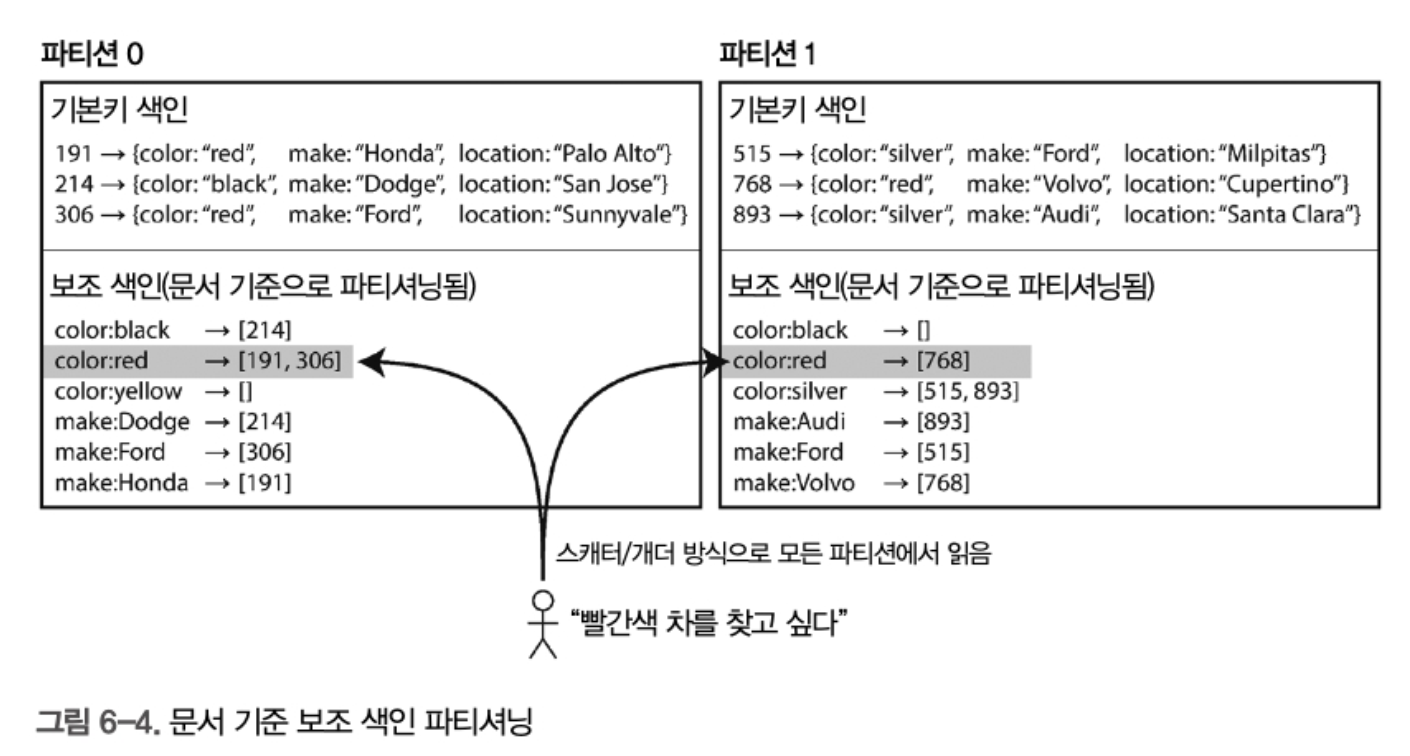 파티션 0
기본키 색인
191 → {color: “red”, make: “Honda”, location: “Palo Alto”}
214 → {color: “black”, make: “Dodge”, location: “San Jose”}
306 → {color: “red”, make: “Ford”, location: “Sunnyvale”}
보조 색인(문서 기준으로 파티셔닝됨)
color:black → [214]
color:red → [191, 306]
color:yellow → []
make:Dodge → [214]
make:Ford → [306]
make:Honda → [191]
파티션 1
기본키 색인
515 → {color: “silver”, make: “Ford”, location: “Milpitas”}
768 → {color: “red”, make: “Volvo”, location: “Cupertino”}
893 → {color: “silver”, make: “Audi”, location: “Santa Clara”}
보조 색인(문서 기준으로 파티셔닝됨)
color:black → []
color:red → [768]
color:silver → [515, 893]
make:Audi → [893]
make:Ford → [515]
make:Volvo → [768]
스캐터/개더 방식으로 모든 파티션에서 읽음
“빨간색 차를 찾고 싶다”
그림 6-4. 문서 기준 보조 색인 파티셔닝